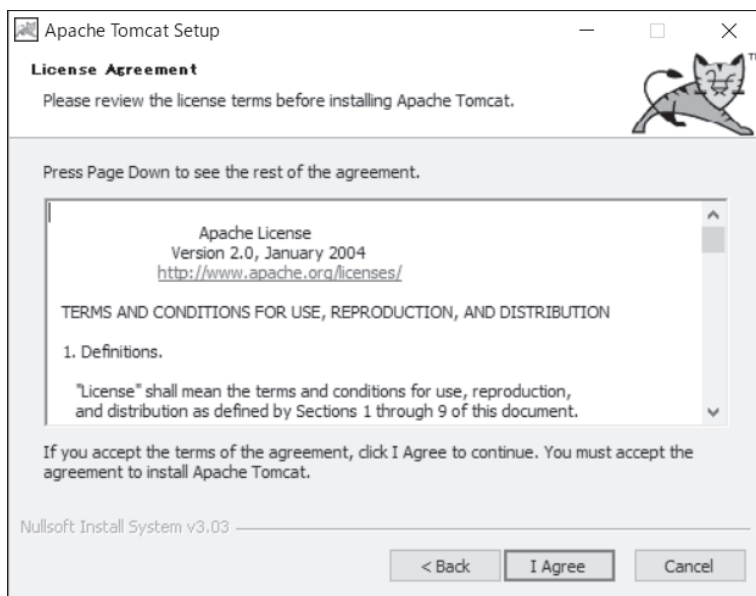 Apache Tomcat Setup
License Agreement
Please review the license terms before installing Apache Tomcat.
Press Page Down to see the rest of the agreement.
Apache License
Version 2.0, January 2004
http://www.apache.org/licenses/
TERMS AND CONDITIONS FOR USE, REPRODUCTION, AND DISTRIBUTION
1. Definitions.
"License" shall mean the terms and conditions for use, reproduction,
and distribution as defined by Sections 1 through 9 of this document.
If you accept the terms of the agreement, click I Agree to continue. You must accept the
agreement to install Apache Tomcat.
Nullsoft Install System v3.03
< Back
I Agree
Cancel